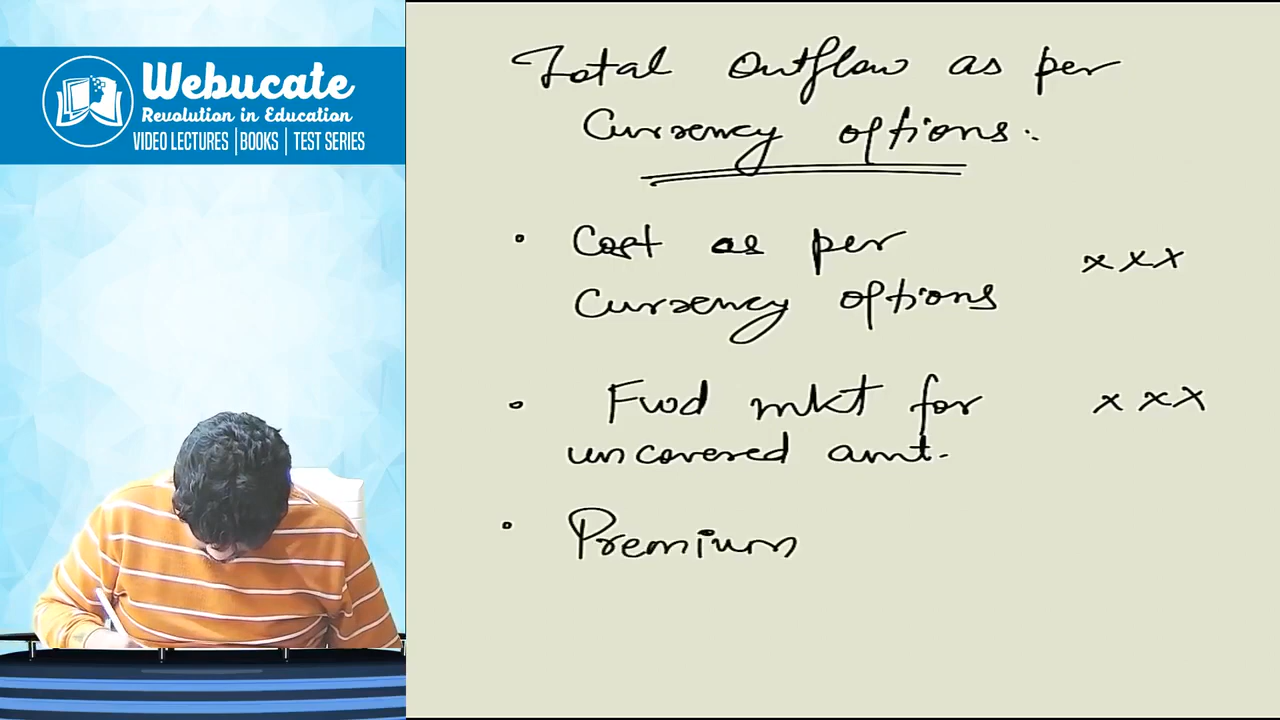 Webucate
Revolution in Education
VIDEO LECTURES | BOOKS | TEST SERIES
Total Outflow as per
Currency options:
• Cost as per
Currency options xxx
• Fwd mkt for xxx
uncovered amt.
• Premium